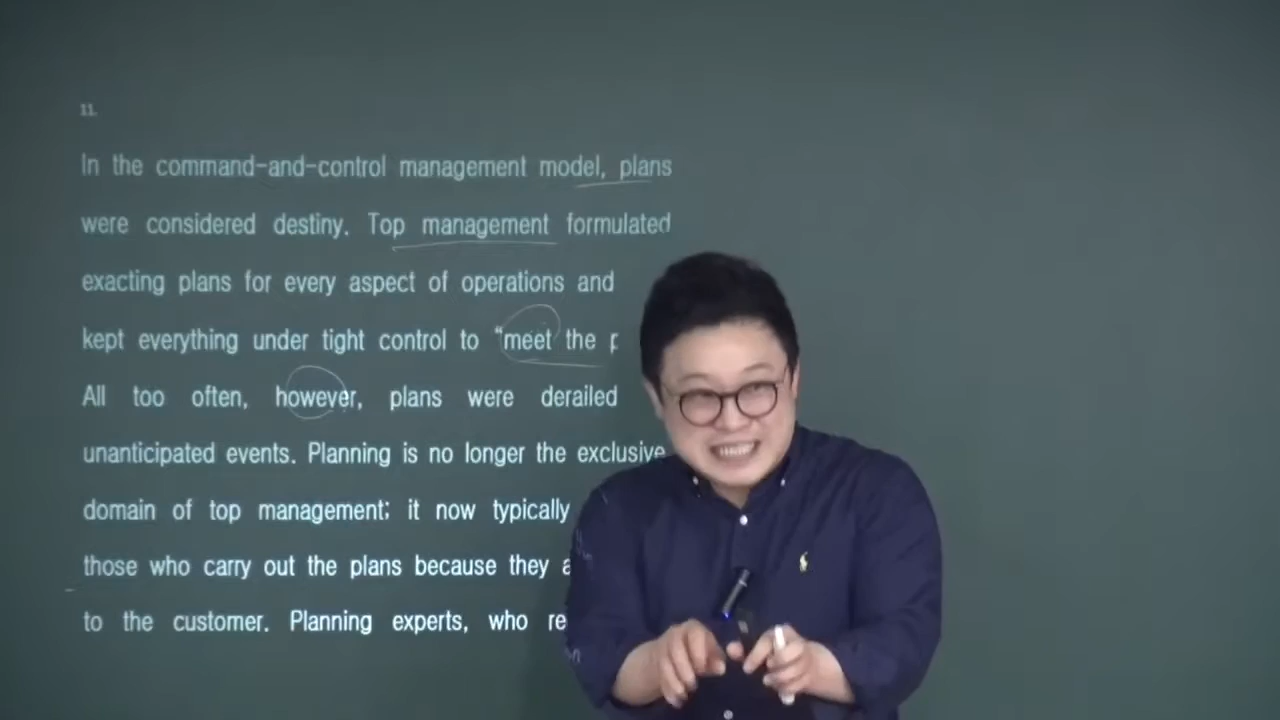 11.
In the command-and-control management model, plans
were considered destiny. Top management formulated
exacting plans for every aspect of operations and
kept everything under tight control to “meet the
All too often, however, plans were derailed
unanticipated events. Planning is no longer the exclusive
domain of top management; it now typically
those who carry out the plans because they
to the customer. Planning experts, who